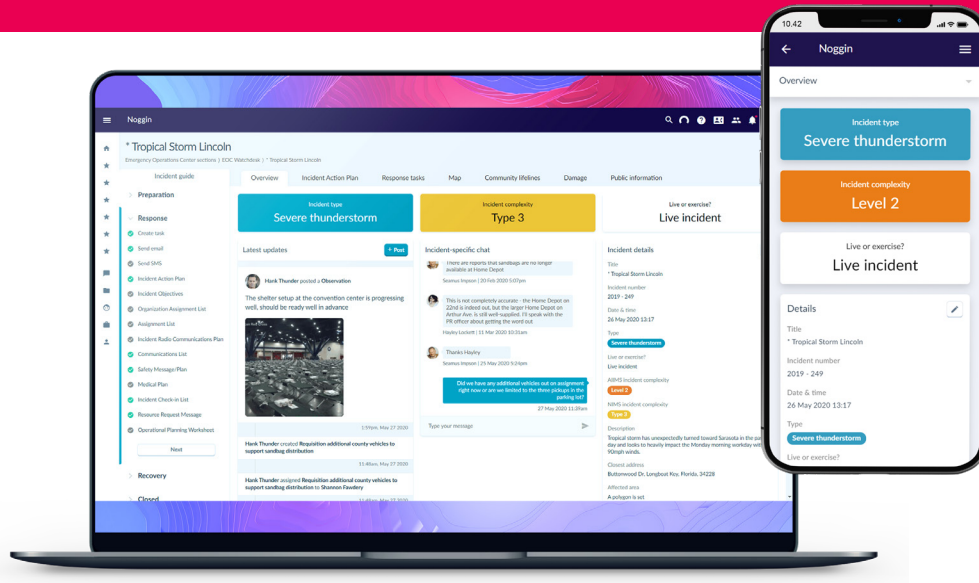 Noggin
* Tropical Storm Lincoln
Emergency Operations Center sections | EOC Watchdesk / * Tropical Storm Lincoln
Incident guide
Preparation
Response
Create task
Send email
Send SMS
Incident Action Plan
Incident Objectives
Organization Assignment List
Assignment List
Incident Radio Communications Plan
Communications List
Safety Message/Plan
Medical Plan
Incident Check-in List
Resource Request Message
Operational Planning Worksheet
Next
Recovery
Closed
Overview Incident Action Plan Response tasks Map Community lifelines Damage Public information
Incident type
Severe thunderstorm
Latest updates
+ Post
Hank Thunder posted a Observation
The shelter setup at the convention center is progressing
well, should be ready well in advance
1:59pm, May 27 2020
Hank Thunder created Requisition additional county vehicles to
support sandbag distribution
11:48am, May 27 2020
Hank Thunder assigned Requisition additional county vehicles to
support sandbag distribution to Shannon Fawdery
11:48am, May 27 2020
Incident complexity
Type 3
Incident-specific chat
There are reports that sandbags are no longer
available at Home Depot
Seamus Impson | 20 Feb 2020 5:07pm
This is not completely accurate - the Home Depot on
22nd is indeed out, but the larger Home Depot on
Arthur Ave. is still well-supplied. I'll speak with the
PR officer about getting the word out
Hayley Lockett | 11 Mar 2020 10:31am
Thanks Hayley
Seamus Impson | 25 May 2020 5:24pm
Did we have any additional vehicles out on assignment
right now or are we limited to the three pickups in the
parking lot?
27 May 2020 11:39am
Type your message
Live or exercise?
Live incident
Incident details
Title
* Tropical Storm Lincoln
Incident number
2019 - 249
Date & time
26 May 2020 13:17
Type
Severe thunderstorm
Live or exercise?
Live incident
AIIMS incident complexity
Level 2
NIMS incident complexity
Type 3
Description
Tropical storm has unexpectedly turned toward Sarasota in the pa
day and looks to heavily impact the Monday morning workday wit
90mph winds.
Closest address
Buttonwood Dr, Longboat Key, Florida, 34228
Affected area
A polygon is set
10.42
Noggin
Overview
Incident type
Severe thunderstorm
Incident complexity
Level 2
Live or exercise?
Live incident
Details
Title
* Tropical Storm Lincoln
Incident number
2019 - 249
Date & time
26 May 2020 13:17
Type
Severe thunderstorm
Live or exercise?